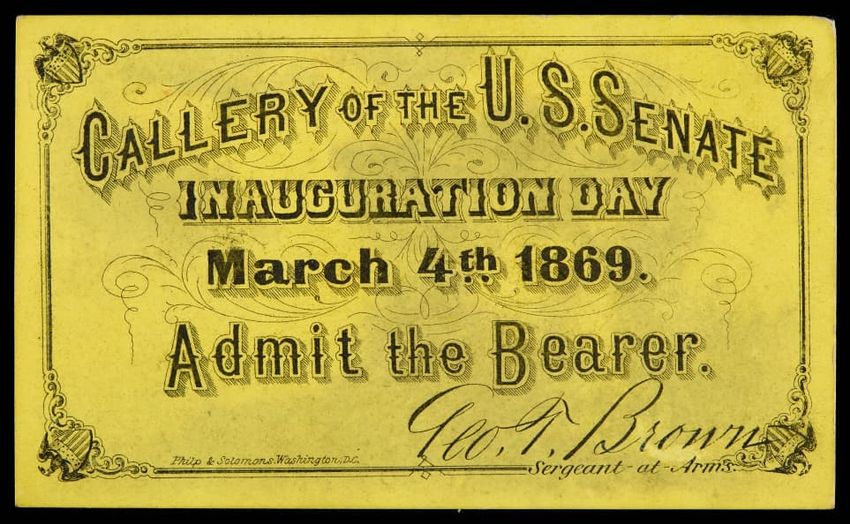 GALLERY OF THE U.S. SENATE
INAUGURATION DAY
March 4th 1869.
Admit the Bearer.
Geo. T. Brown
Philp & Solomons. Washington, D.C.
Sergeant-at-Arms.